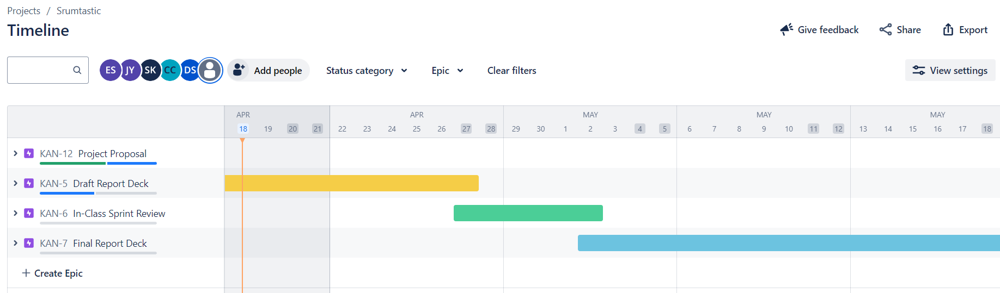 Projects / Srumtastic
Timeline
Give feedback Share Export
ES JY SK CC DS Add people Status category Epic Clear filters View settings
APR APR MAY MAY MAY
18 19 20 21 22 23 24 25 26 27 28 29 30 1 2 3 4 5 6 7 8 9 10 11 12 13 14 15 16 17 18
KAN-12 Project Proposal
KAN-5 Draft Report Deck
KAN-6 In-Class Sprint Review
KAN-7 Final Report Deck
+ Create Epic